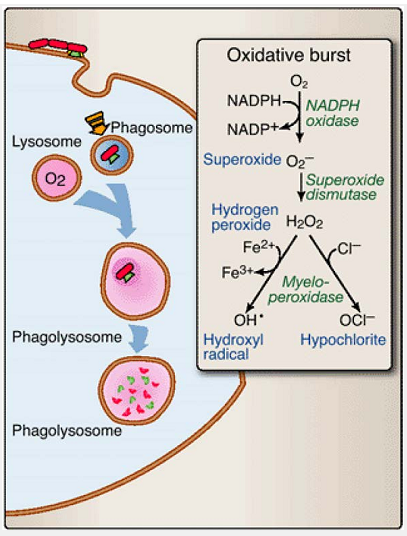 Oxidative burst
O2
NADPH
NADPH
oxidase
NADP+
Superoxide O2–
Superoxide
dismutase
Hydrogen
peroxide
H2O2
Fe2+
Cl–
Fe3+
Myelo-
peroxidase
OH•
OCl–
Hydroxyl
radical
Hypochlorite
Phagosome
Lysosome
O2
Phagolysosome
Phagolysosome